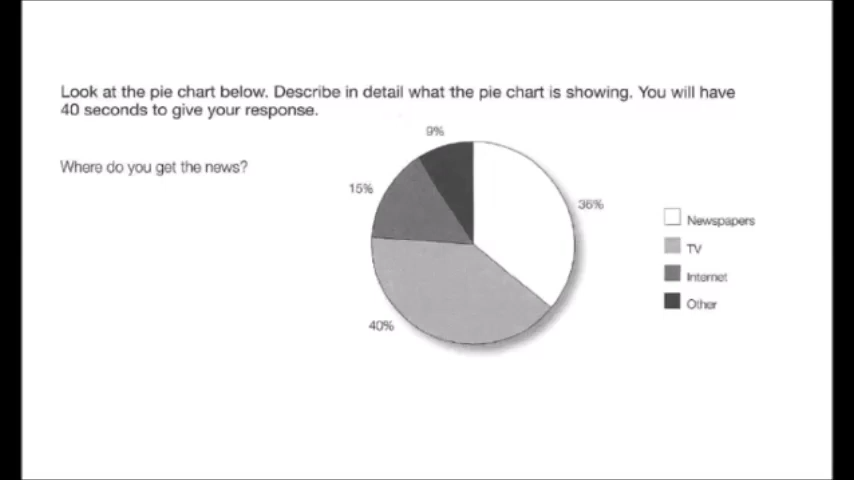 Look at the pie chart below. Describe in detail what the pie chart is showing. You will have
40 seconds to give your response.
9%
Where do you get the news?
15%
36%
Newspapers
TV
Internet
Other
40%